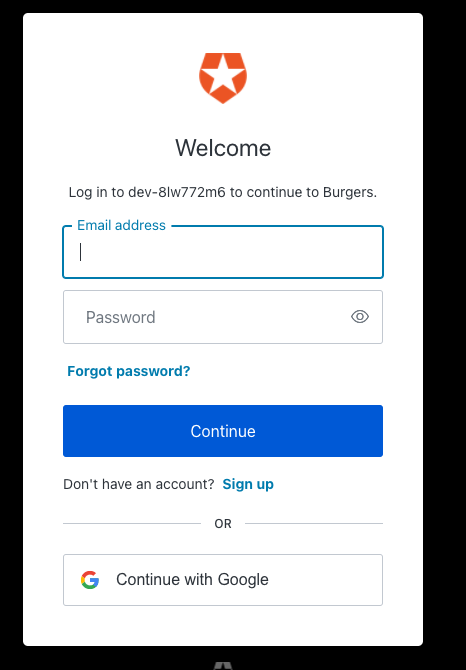 Welcome
Log in to dev-8lw772m6 to continue to Burgers.
Email address
Password
Forgot password?
Continue
Don't have an account? Sign up
OR
Continue with Google